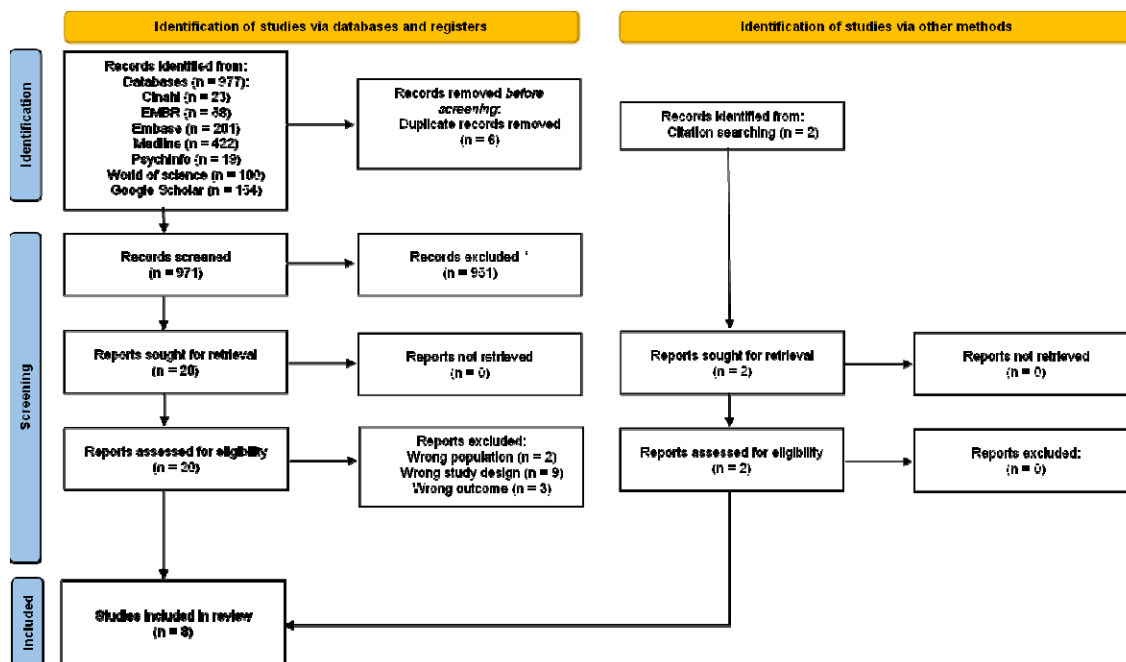 Identification of studies via databases and registers
Identification
Records identified from:
Databases (n = 977):
Cinahl (n = 23)
EMBR (n = 58)
Embase (n = 201)
Medline (n = 422)
Psychinfo (n = 19)
World of science (n = 100)
Google Scholar (n = 154)
Records removed before
screening:
Duplicate records removed
(n = 6)
Screening
Records screened
(n = 971)
Records excluded
(n = 951)
Reports sought for retrieval
(n = 20)
Reports not retrieved
(n = 0)
Reports assessed for eligibility
(n = 20)
Reports excluded:
Wrong population (n = 2)
Wrong study design (n = 9)
Wrong outcome (n = 3)
Included
Studies included in review
(n = 8)
Identification of studies via other methods
Records identified from:
Citation searching (n = 2)
Reports sought for retrieval
(n = 2)
Reports not retrieved
(n = 0)
Reports assessed for eligibility
(n = 2)
Reports excluded:
(n = 0)